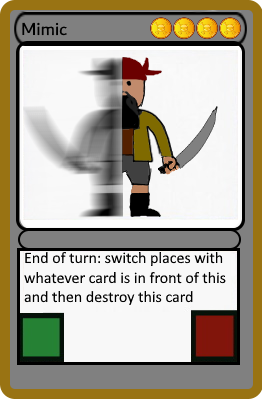 Mimic
End of turn: switch places with
whatever card is in front of this
and then destroy this card